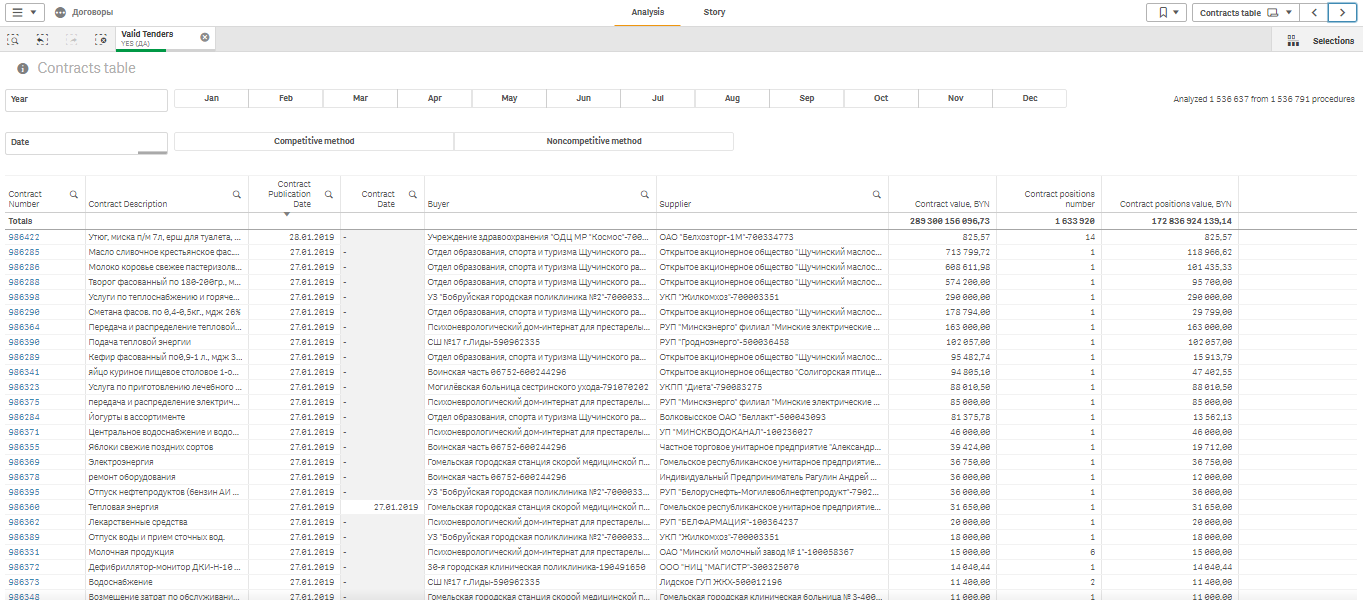 Договоры
Analysis
Story
Contracts table
Valid Tenders
YES (ДА)
Selections
Contracts table
Year
Jan Feb Mar Apr May Jun Jul Aug Sep Oct Nov Dec
Analyzed 1 536 637 from 1 536 791 procedures
Date
Competitive method
Noncompetitive method
Contract Number Contract Description Contract Publication Date Contract Date Buyer Supplier Contract value, BYN Contract positions number Contract positions value, BYN
Totals 289 300 156 096,73 1 633 920 172 836 924 139,14
986422 Утюг, миска п/м 7л, ерш для туалета, ... 28.01.2019 - Учреждение здравоохранения "ОДЦ МР "Космос"-700... ОАО "Белхозторг-1М"-700334773 825,57 14 825,57
986285 Масло сливочное крестьянское фас.... 27.01.2019 - Отдел образования, спорта и туризма Щучинского ра... Открытое акционерное общество "Щучинский маслос... 713 799,72 1 118 966,62
986286 Молоко коровье свежее пастеризолв... 27.01.2019 - Отдел образования, спорта и туризма Щучинского ра... Открытое акционерное общество "Щучинский маслос... 608 611,98 1 101 435,33
986288 Творог фасованный по 180-200гр., м... 27.01.2019 - Отдел образования, спорта и туризма Щучинского ра... Открытое акционерное общество "Щучинский маслос... 574 200,00 1 95 700,00
986398 Услуги по теплоснабжению и горяче... 27.01.2019 - УЗ "Бобруйская городская поликлиника №2"-7000033... УКП "Жилкомхоз"-700003351 290 000,00 1 290 000,00
986290 Сметана фасов. по 0,4-0,5кг., мдж 26% 27.01.2019 - Отдел образования, спорта и туризма Щучинского ра... Открытое акционерное общество "Щучинский маслос... 178 794,00 1 29 799,00
986364 Передача и распределение тепловой... 27.01.2019 - Психоневрологический дом-интернат для престарелы... РУП "Минскэнерго" филиал "Минские электрические ... 163 000,00 1 163 000,00
986390 Подача тепловой энергии 27.01.2019 - СШ №17 г.Лиды-590962335 РУП "Гродноэнерго"-500036458 102 057,00 1 102 057,00
986289 Кефир фасованный по0,9-1 л., мдж 3... 27.01.2019 - Отдел образования, спорта и туризма Щучинского ра... Открытое акционерное общество "Щучинский маслос... 95 482,74 1 15 913,79
986341 яйцо куриное пищевое столовое 1-о... 27.01.2019 - Воинская часть 06752-600244296 Открытое акционерное общество "Солигорская птице... 94 805,10 1 47 402,55
986323 Услуга по приготовлению лечебного ... 27.01.2019 - Могилёвская больница сестринского ухода-791070202 УКПП "Диета"-790083275 88 010,50 1 88 010,50
986375 передача и распределение электрич... 27.01.2019 - Психоневрологический дом-интернат для престарелы... РУП "Минскэнерго" филиал "Минские электрические ... 85 000,00 1 85 000,00
986284 Йогурты в ассортименте 27.01.2019 - Отдел образования, спорта и туризма Щучинского ра... Волковысское ОАО "Беллакт"-500043093 81 375,78 1 13 562,13
986371 Центральное водоснабжение и водо... 27.01.2019 - Психоневрологический дом-интернат для престарелы... УП "МИНСКВОДОКАНАЛ"-100236027 46 000,00 1 46 000,00
986355 Яблоки свежие поздних сортов 27.01.2019 - Воинская часть 06752-600244296 Частное торговое унитарное предприятие "Александр... 39 424,00 1 19 712,00
986369 Электроэнергия 27.01.2019 - Гомельская городская станция скорой медицинской п... Гомельское республиканское унитарное предприятие... 36 750,00 1 36 750,00
986378 ремонт оборудования 27.01.2019 - Воинская часть 06752-600244296 Индивидуальный Предприниматель Рагулин Андрей ... 36 000,00 1 12 000,00
986395 Отпуск нефтепродуктов (бензин АИ ... 27.01.2019 - УЗ "Бобруйская городская поликлиника №2"-7000033... РУП "Белоруснефть-Могилевоблнефтепродукт"-7902... 36 000,00 1 36 000,00
986360 Тепловая энергия 27.01.2019 27.01.2019 Гомельская городская станция скорой медицинской п... Гомельское республиканское унитарное предприятие... 31 650,00 1 31 650,00
986362 Лекарственные средства 27.01.2019 - Психоневрологический дом-интернат для престарелы... РУП "БЕЛФАРМАЦИЯ"-100364237 20 000,00 1 20 000,00
986389 Отпуск воды и прием сточных вод. 27.01.2019 - УЗ "Бобруйская городская поликлиника №2"-7000033... УКП "Жилкомхоз"-700003351 18 000,00 1 18 000,00
986331 Молочная продукция 27.01.2019 - Психоневрологический дом-интернат для престарелы... ОАО "Минский молочный завод № 1"-100058367 15 000,00 6 15 000,00
986372 Дефибриллятор-монитор ДКИ-Н-10 ... 27.01.2019 - 30-я городская клиническая поликлиника-190491650 ООО "НИЦ "МАГИСТР"-300325070 14 040,44 1 14 040,44
986373 Водоснабжение 27.01.2019 - СШ №17 г.Лиды-590962335 Лидское ГУП ЖКХ-500012196 11 400,00 2 11 400,00
986348 Возмещение затрат по обслуживани... 27.01.2019 - Гомельская городская станция скорой медицинской п... Гомельская городская клиническая больница № 3-400... 11 000,00 1 11 000,00